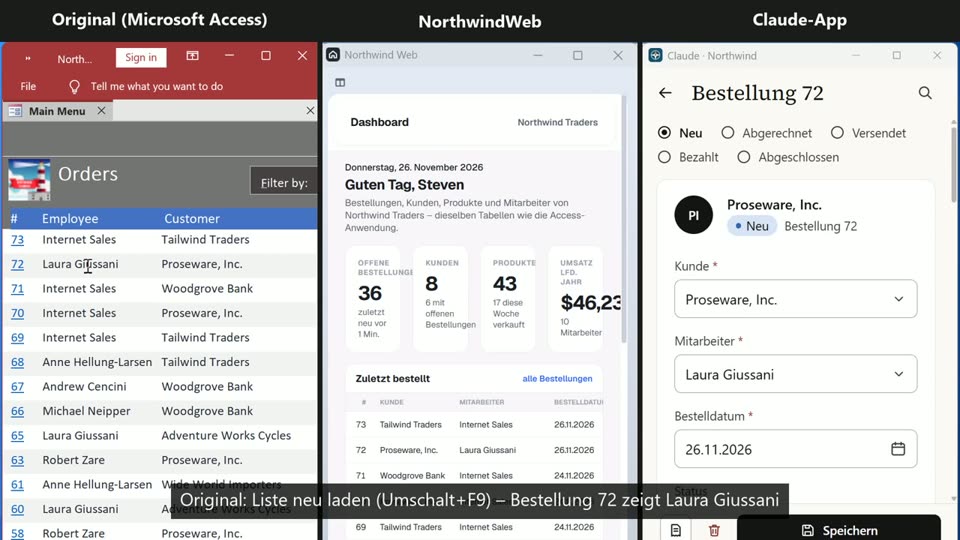 Original (Microsoft Access)
NorthwindWeb
Claude-App
North...
Sign in
File
Tell me what you want to do
Main Menu
Orders
Filter by:
# Employee Customer
73 Internet Sales Tailwind Traders
72 Laura Giussani Proseware, Inc.
71 Internet Sales Woodgrove Bank
70 Internet Sales Proseware, Inc.
69 Internet Sales Tailwind Traders
68 Anne Hellung-Larsen Tailwind Traders
67 Andrew Cencini Woodgrove Bank
66 Michael Neipper Woodgrove Bank
65 Laura Giussani Adventure Works Cycles
63 Robert Zare Proseware, Inc.
61 Anne Hellung-Larsen Wide World Importers
60 Laura Giussani Adventure Works Cycles
58 Robert Zare Proseware, Inc.
Northwind Web
Dashboard
Northwind Traders
Donnerstag, 26. November 2026
Guten Tag, Steven
Bestellungen, Kunden, Produkte und Mitarbeiter von
Northwind Traders – dieselben Tabellen wie die Access-
Anwendung.
OFFENE
BESTELLUNGE
36
zuletzt
neu vor
1 Min.
KUNDEN
8
6 mit
offenen
Bestellungen
PRODUKTE
43
17 diese
Woche
verkauft
UMSATZ
LFD.
JAHR
$46,23
10
Mitarbeiter
Zuletzt bestellt
alle Bestellungen
# KUNDE MITARBEITER BESTELLDATU
73 Tailwind Traders Internet Sales 26.11.2026
72 Proseware, Inc. Laura Giussani 26.11.2026
71 Woodgrove Bank Internet Sales 24.11.2026
69 Tailwind Traders Internet Sales 24.11.2026
Claude · Northwind
Bestellung 72
Neu
Abgerechnet
Versendet
Bezahlt
Abgeschlossen
PI
Proseware, Inc.
Neu
Bestellung 72
Kunde *
Proseware, Inc.
Mitarbeiter *
Laura Giussani
Bestelldatum *
26.11.2026
Status
Speichern
Original: Liste neu laden (Umschalt+F9) – Bestellung 72 zeigt Laura Giussani